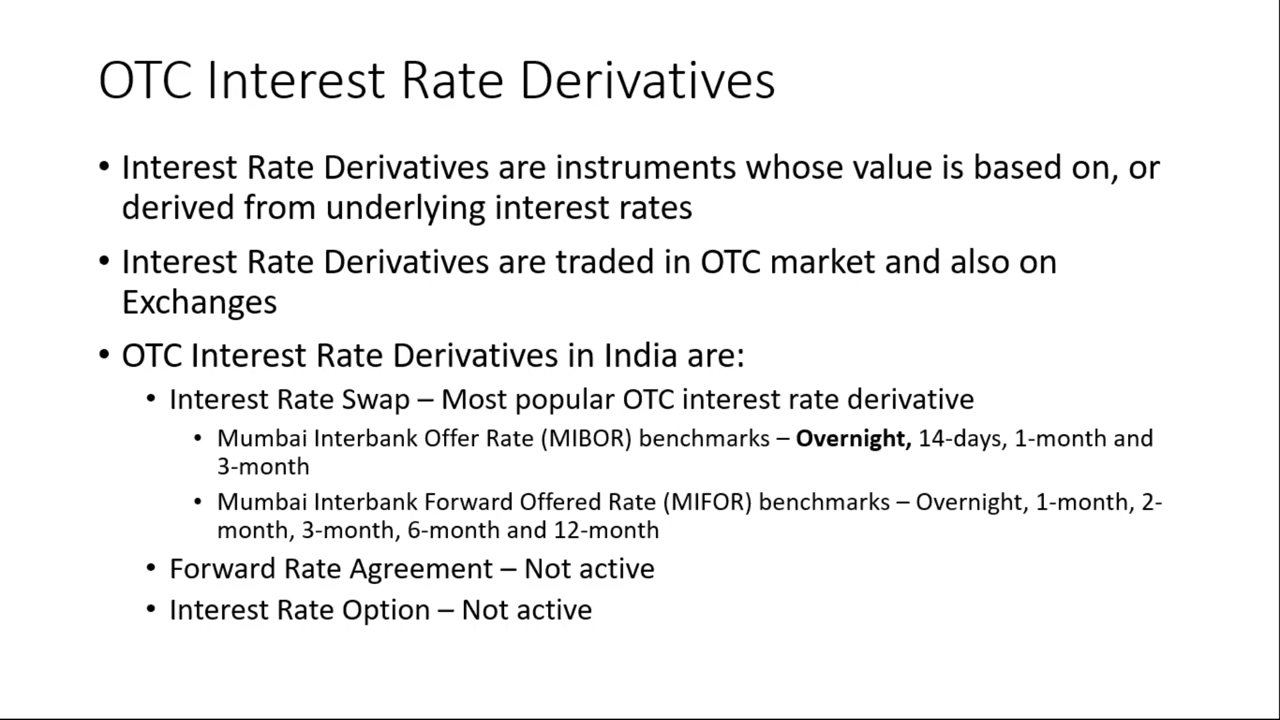 OTC Interest Rate Derivatives
• Interest Rate Derivatives are instruments whose value is based on, or
derived from underlying interest rates
• Interest Rate Derivatives are traded in OTC market and also on
Exchanges
• OTC Interest Rate Derivatives in India are:
• Interest Rate Swap – Most popular OTC interest rate derivative
• Mumbai Interbank Offer Rate (MIBOR) benchmarks – Overnight, 14-days, 1-month and
3-month
• Mumbai Interbank Forward Offered Rate (MIFOR) benchmarks – Overnight, 1-month, 2-
month, 3-month, 6-month and 12-month
• Forward Rate Agreement – Not active
• Interest Rate Option – Not active